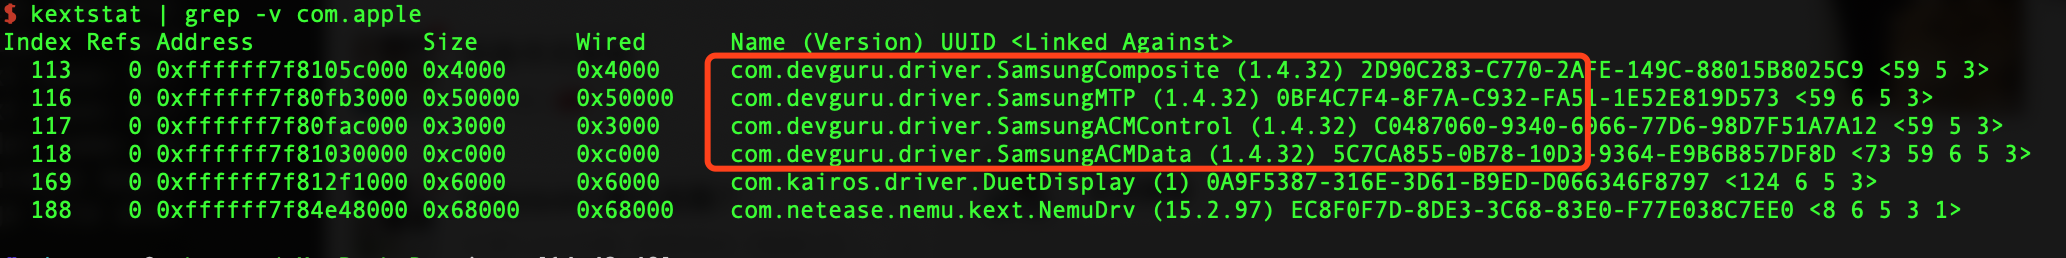 $ kextstat | grep -v com.apple
Index Refs Address            Size       Wired      Name (Version) UUID <Linked Against>
  113    0 0xffffff7f8105c000 0x4000     0x4000     com.devguru.driver.SamsungComposite (1.4.32) 2D90C283-C770-2AFE-149C-88015B8025C9 <59 5 3>
  116    0 0xffffff7f80fb3000 0x50000    0x50000    com.devguru.driver.SamsungMTP (1.4.32) 0BF4C7F4-8F7A-C932-FA51-1E52E819D573 <59 6 5 3>
  117    0 0xffffff7f80fac000 0x3000     0x3000     com.devguru.driver.SamsungACMControl (1.4.32) C0487060-9340-6066-77D6-98D7F51A7A12 <59 5 3>
  118    0 0xffffff7f81030000 0xc000     0xc000     com.devguru.driver.SamsungACMData (1.4.32) 5C7CA855-0B78-10D3-9364-E9B6B857DF8D <73 59 6 5 3>
  169    0 0xffffff7f812f1000 0x6000     0x6000     com.kairos.driver.DuetDisplay (1) 0A9F5387-316E-3D61-B9ED-D066346F8797 <124 6 5 3>
  188    0 0xffffff7f84e48000 0x68000    0x68000    com.netease.nemu.kext.NemuDrv (15.2.97) EC8F0F7D-8DE3-3C68-83E0-F77E038C7EE0 <8 6 5 3 1>